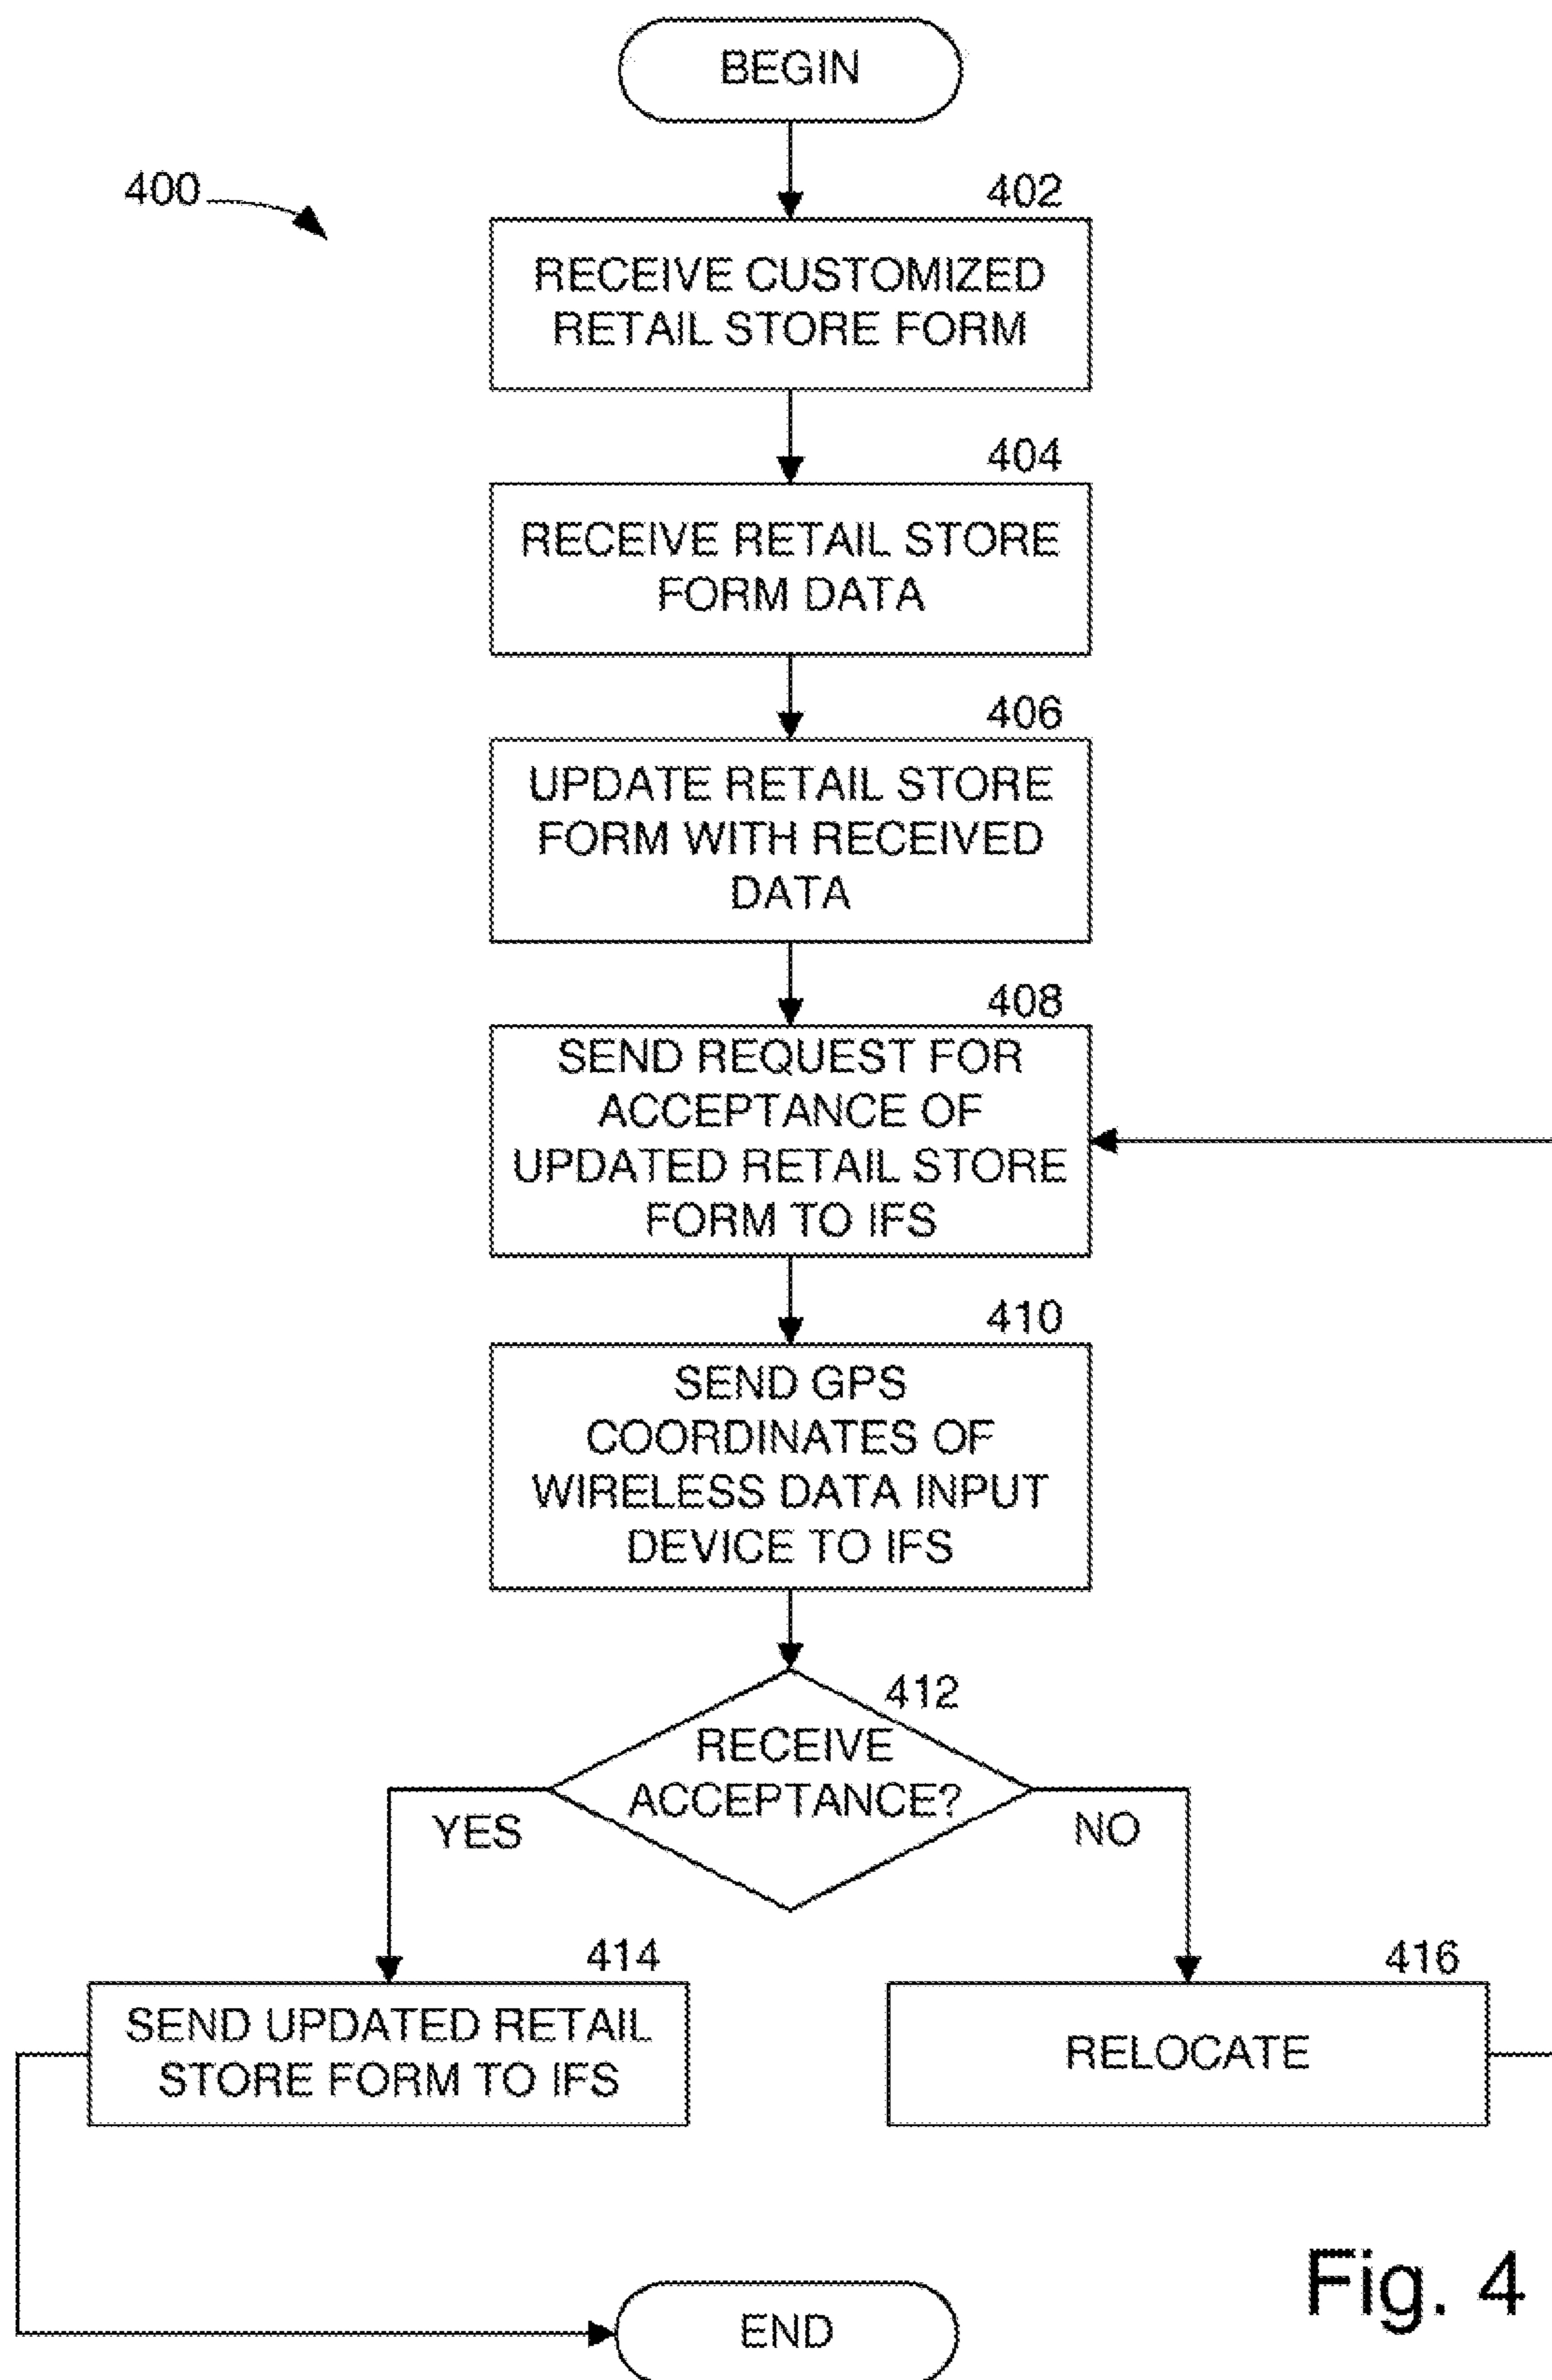 BEGIN
400
402
RECEIVE CUSTOMIZED
RETAIL STORE FORM
404
RECEIVE RETAIL STORE
FORM DATA
406
UPDATE RETAIL STORE
FORM WITH RECEIVED
DATA
408
SEND REQUEST FOR
ACCEPTANCE OF
UPDATED RETAIL STORE
FORM TO IFS
410
SEND GPS
COORDINATES OF
WIRELESS DATA INPUT
DEVICE TO IFS
412
RECEIVE
ACCEPTANCE?
YES
NO
414
SEND UPDATED RETAIL
STORE FORM TO IFS
416
RELOCATE
END
Fig. 4